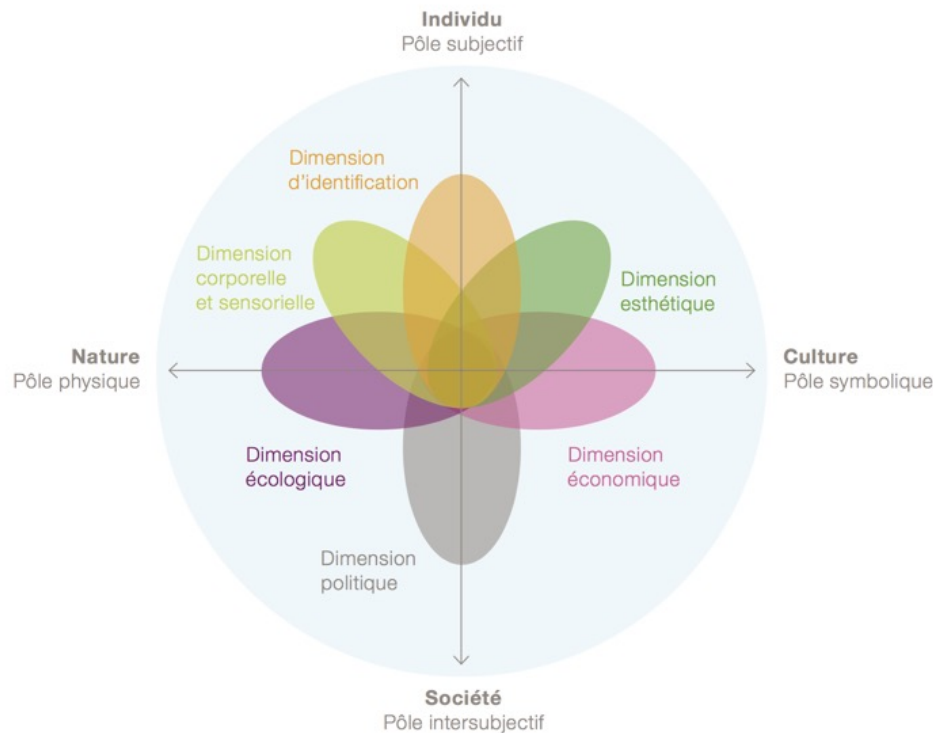 Individu
Pôle subjectif
Dimension
d'identification
Dimension
corporelle
et sensorielle
Dimension
esthétique
Nature
Pôle physique
Culture
Pôle symbolique
Dimension
écologique
Dimension
économique
Dimension
politique
Société
Pôle intersubjectif